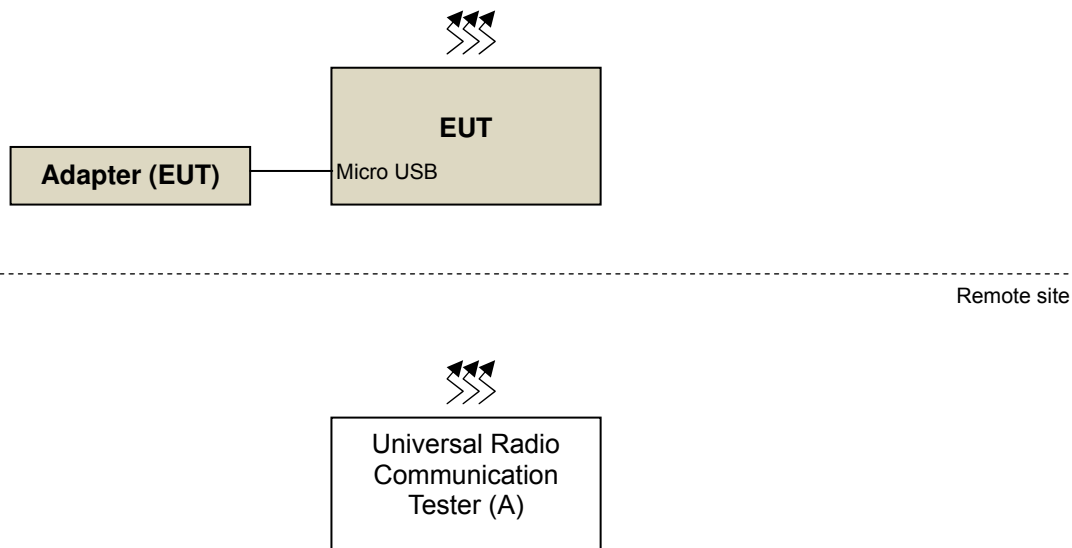 EUT
Adapter (EUT)
Micro USB
Remote site
Universal Radio
Communication
Tester (A)